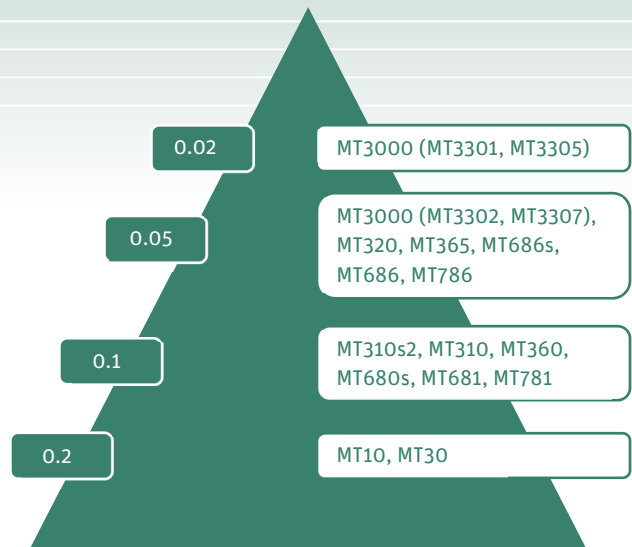 0.02
MT3000 (MT3301, MT3305)
0.05
MT3000 (MT3302, MT3307),
MT320, MT365, MT686s,
MT686, MT786
0.1
MT310s2, MT310, MT360,
MT680s, MT681, MT781
0.2
MT10, MT30